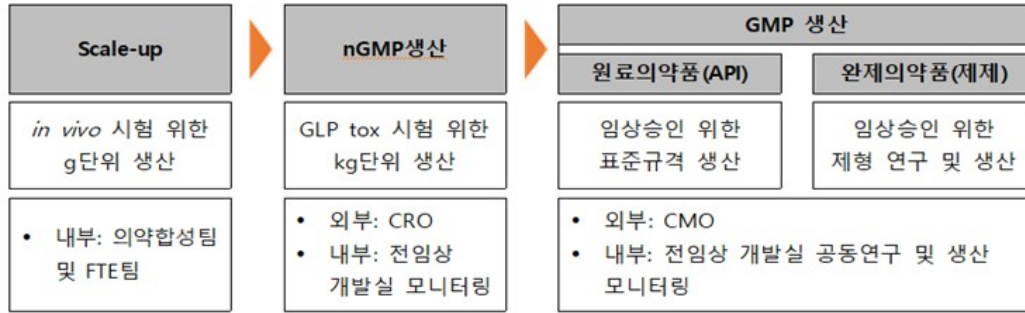 Scale-up
in vivo 시험 위한
g단위 생산
• 내부: 의약합성팀
및 FTE팀
nGMP생산
GLP tox 시험 위한
kg단위 생산
• 외부: CRO
• 내부: 전임상
개발실 모니터링
GMP 생산
원료의약품(API)
임상승인 위한
표준규격 생산
완제의약품(제제)
임상승인 위한
제형 연구 및 생산
• 외부: CMO
• 내부: 전임상 개발실 공동연구 및 생산
모니터링